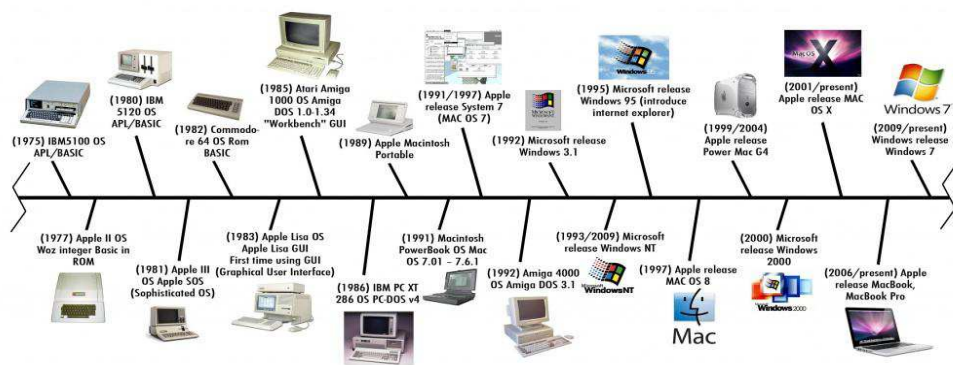 (1975) IBM5100 OS
APL/BASIC
(1980) IBM
5120 OS
APL/BASIC
(1982) Commodo-
re 64 OS Rom
BASIC
(1985) Atari Amiga
1000 OS Amiga
DOS 1.0-1.34
"Workbench" GUI
(1989) Apple Macintosh
Portable
(1991/1997) Apple
release System 7
(MAC OS 7)
(1992) Microsoft release
Windows 3.1
Windows 95
(1995) Microsoft release
Windows 95 (introduce
internet explorer)
(1999/2004)
Apple release
Power Mac G4
Mac OS X
(2001/present)
Apple release MAC
OS X
Windows 7
(2009/present)
Windows release
Windows 7
(1977) Apple II OS
Woz integer Basic in
ROM
(1981) Apple III
OS Apple SOS
(Sophisticated OS)
(1983) Apple Lisa OS
Apple Lisa GUI
First time using GUI
(Graphical User Interface)
(1986) IBM PC XT
286 OS PC-DOS v4
(1991) Macintosh
PowerBook OS Mac
OS 7.01 – 7.6.1
(1992) Amiga 4000
OS Amiga DOS 3.1
(1993/2009) Microsoft
release Windows NT
Microsoft
WindowsNT
(1997) Apple release
MAC OS 8
Mac
(2000) Microsoft
release Windows
2000
Windows 2000
(2006/present) Apple
release MacBook,
MacBook Pro